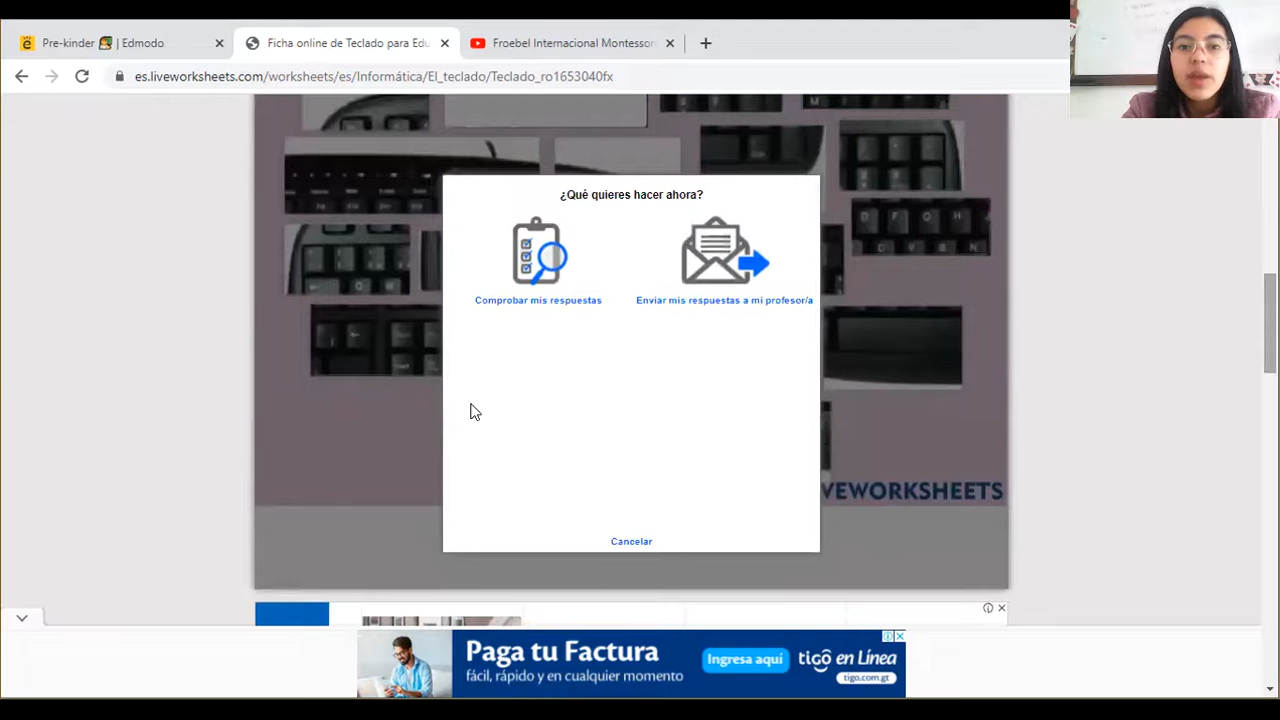 Pre-kinder | Edmodo
Ficha online de Teclado para Edu
Froebel Internacional Montessor
es.liveworksheets.com/worksheets/es/Informática/El_teclado/Teclado_ro1653040fx
¿Qué quieres hacer ahora?
Comprobar mis respuestas
Enviar mis respuestas a mi profesor/a
Cancelar
VEWORKSHEETS
Paga tu Factura
fácil, rápido y en cualquier momento
Ingresa aquí
tigo en Línea
tigo.com.gt